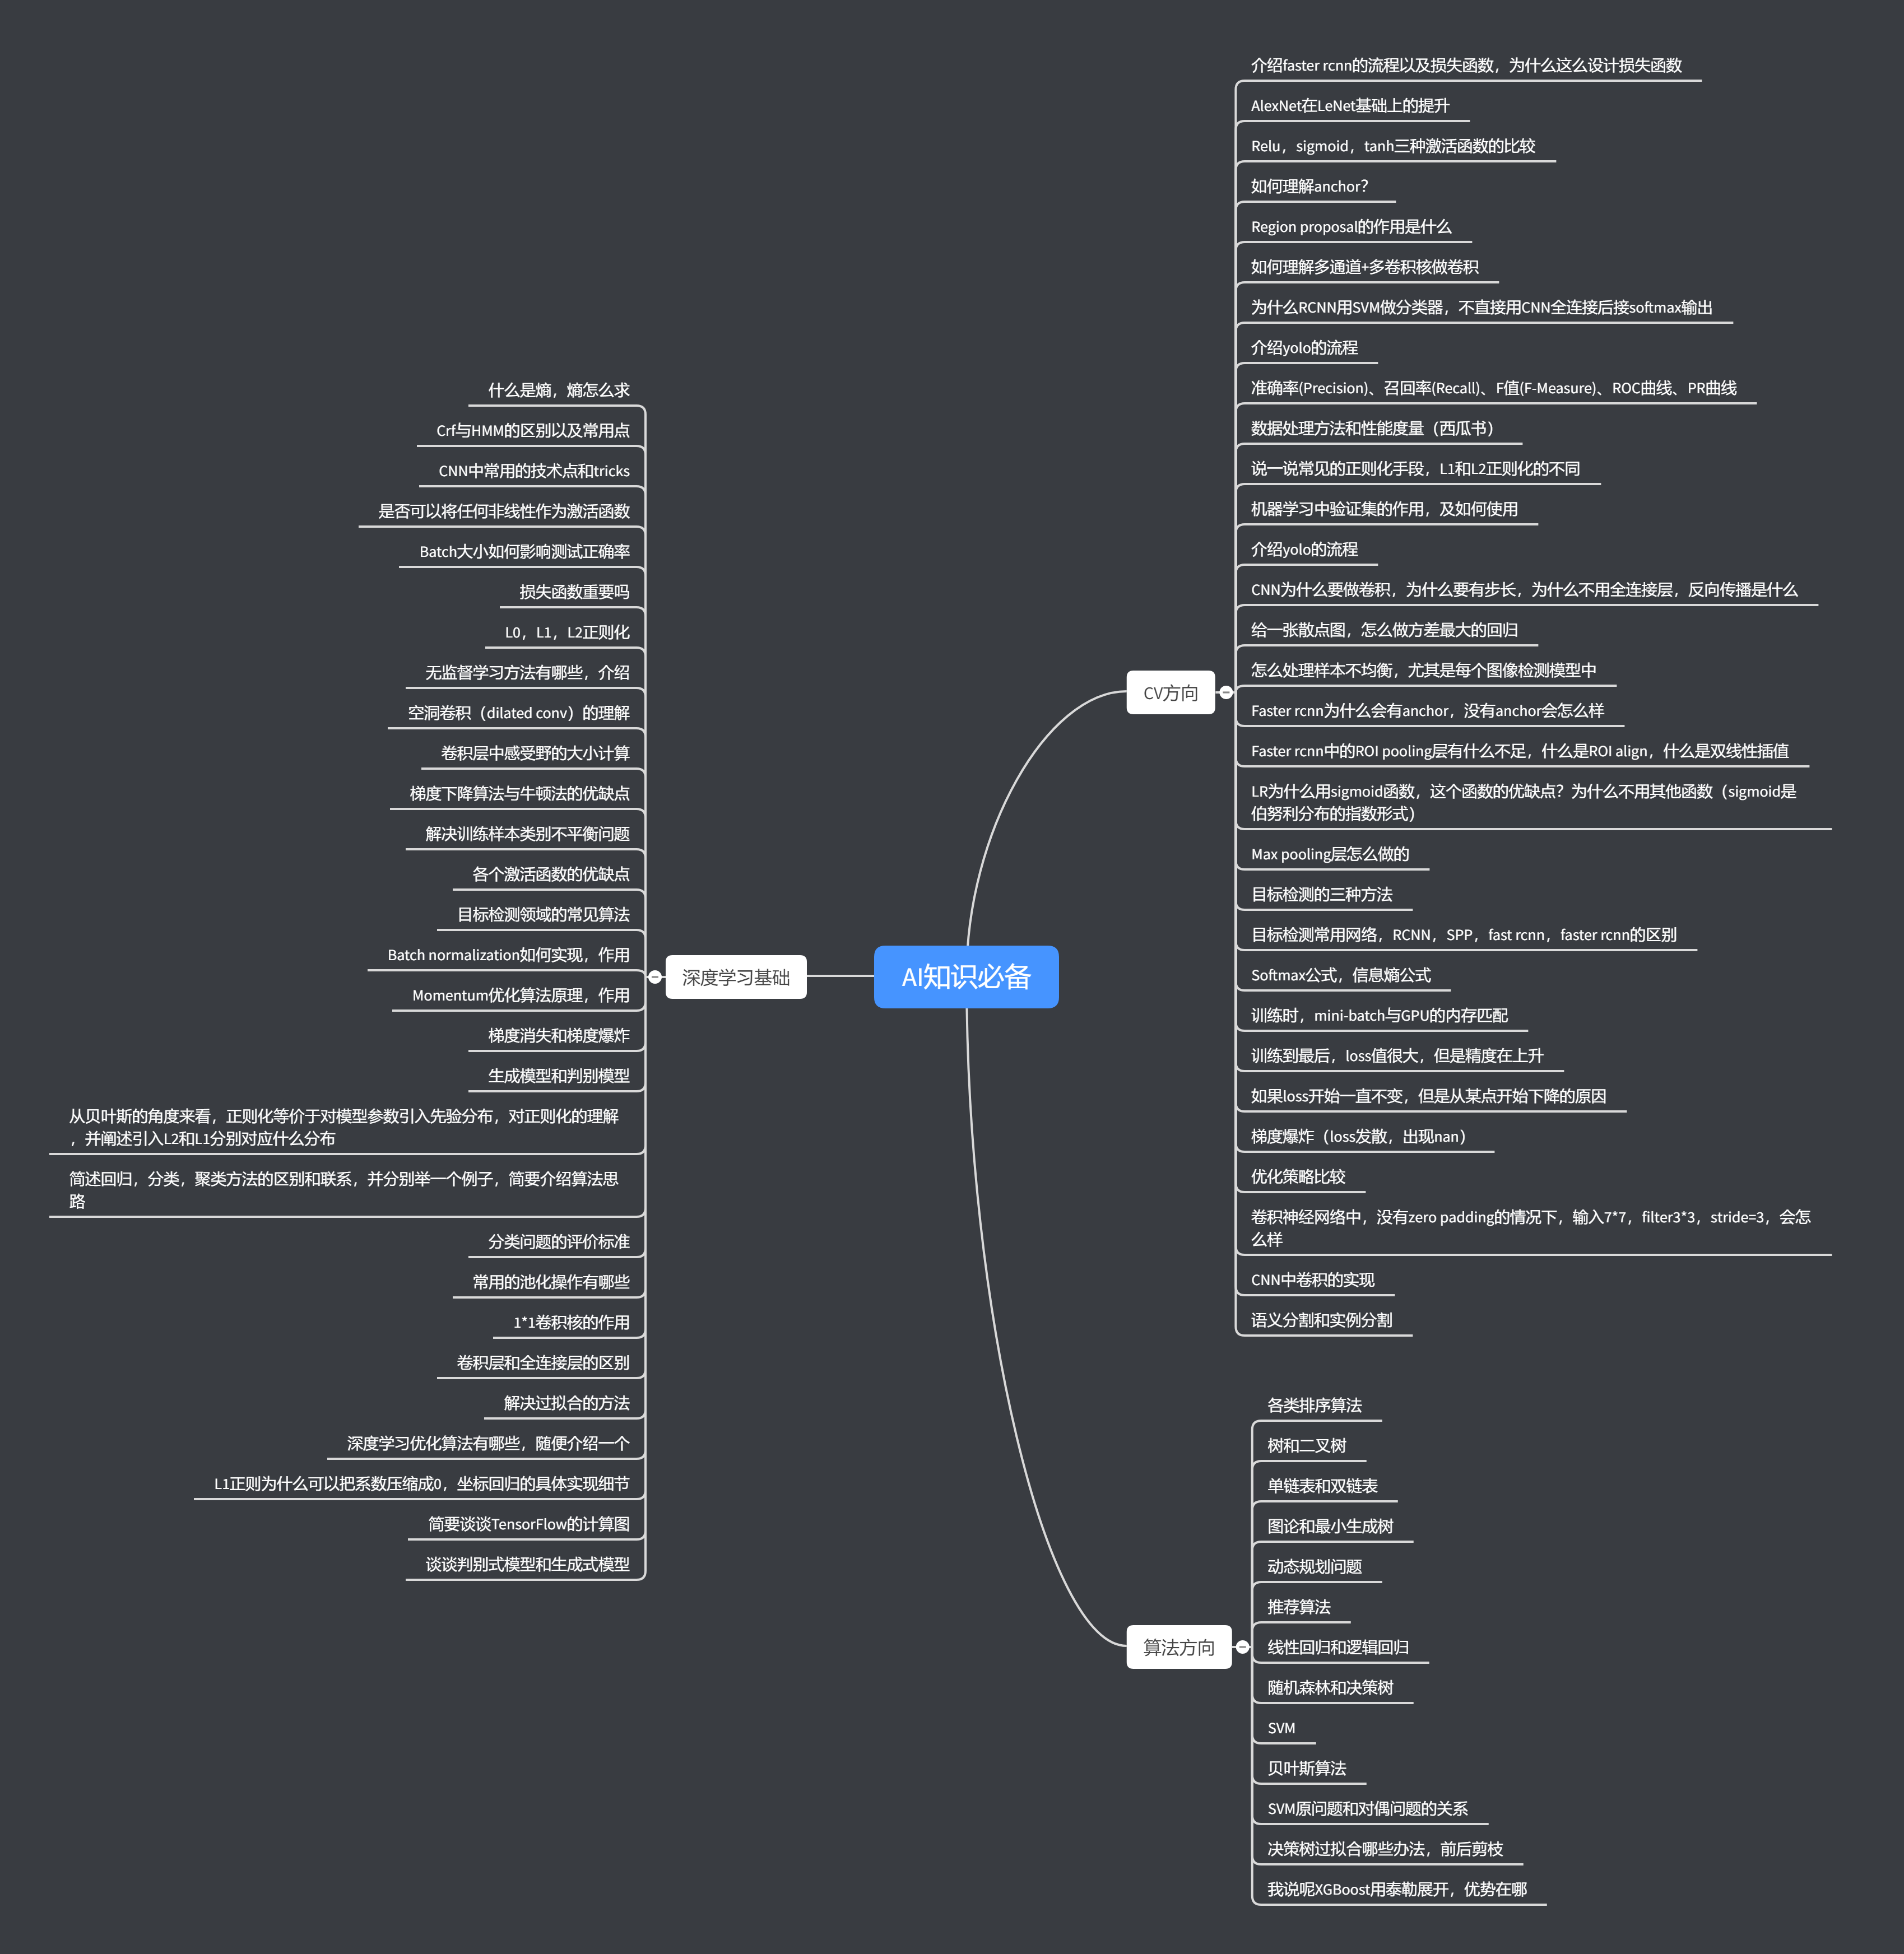 AI知识必备
CV方向
介绍faster rcnn的流程以及损失函数，为什么这么设计损失函数
AlexNet在LeNet基础上的提升
Relu，sigmoid，tanh三种激活函数的比较
如何理解anchor？
Region proposal的作用是什么
如何理解多通道+多卷积核做卷积
为什么RCNN用SVM做分类器，不直接用CNN全连接后接softmax输出
介绍yolo的流程
准确率(Precision)、召回率(Recall)、F值(F-Measure)、ROC曲线、PR曲线
数据处理方法和性能度量（西瓜书）
说一说常见的正则化手段，L1和L2正则化的不同
机器学习中验证集的作用，及如何使用
介绍yolo的流程
CNN为什么要做卷积，为什么要有步长，为什么不用全连接层，反向传播是什么
给一张散点图，怎么做方差最大的回归
怎么处理样本不均衡，尤其是每个图像检测模型中
Faster rcnn为什么会有anchor，没有anchor会怎么样
Faster rcnn中的ROI pooling层有什么不足，什么是ROI align，什么是双线性插值
LR为什么用sigmoid函数，这个函数的优缺点？为什么不用其他函数（sigmoid是
伯努利分布的指数形式）
Max pooling层怎么做的
目标检测的三种方法
目标检测常用网络，RCNN，SPP，fast rcnn，faster rcnn的区别
Softmax公式，信息熵公式
训练时，mini-batch与GPU的内存匹配
训练到最后，loss值很大，但是精度在上升
如果loss开始一直不变，但是从某点开始下降的原因
梯度爆炸（loss发散，出现nan）
优化策略比较
卷积神经网络中，没有zero padding的情况下，输入7*7，filter3*3，stride=3，会怎
么样
CNN中卷积的实现
语义分割和实例分割
算法方向
各类排序算法
树和二叉树
单链表和双链表
图论和最小生成树
动态规划问题
推荐算法
线性回归和逻辑回归
随机森林和决策树
SVM
贝叶斯算法
SVM原问题和对偶问题的关系
决策树过拟合哪些办法，前后剪枝
我说呢XGBoost用泰勒展开，优势在哪
深度学习基础
什么是熵，熵怎么求
Crf与HMM的区别以及常用点
CNN中常用的技术点和tricks
是否可以将任何非线性作为激活函数
Batch大小如何影响测试正确率
损失函数重要吗
L0，L1，L2正则化
无监督学习方法有哪些，介绍
空洞卷积（dilated conv）的理解
卷积层中感受野的大小计算
梯度下降算法与牛顿法的优缺点
解决训练样本类别不平衡问题
各个激活函数的优缺点
目标检测领域的常见算法
Batch normalization如何实现，作用
Momentum优化算法原理，作用
梯度消失和梯度爆炸
生成模型和判别模型
从贝叶斯的角度来看，正则化等价于对模型参数引入先验分布，对正则化的理解
，并阐述引入L2和L1分别对应什么分布
简述回归，分类，聚类方法的区别和联系，并分别举一个例子，简要介绍算法思
路
分类问题的评价标准
常用的池化操作有哪些
1*1卷积核的作用
卷积层和全连接层的区别
解决过拟合的方法
深度学习优化算法有哪些，随便介绍一个
L1正则为什么可以把系数压缩成0，坐标回归的具体实现细节
简要谈谈TensorFlow的计算图
谈谈判别式模型和生成式模型